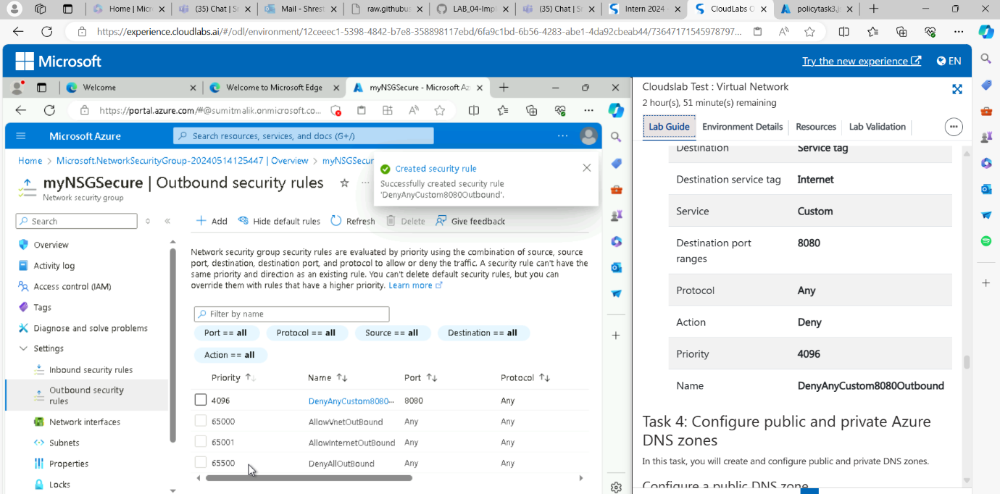 Home | Micr
(35) Chat | Sr
Mail - Shrest
raw.githubus
LAB_04-Impl
(35) Chat | Sr
Intern 2024
CloudLabs O
policytask3.j
https://experience.cloudlabs.ai/#/odl/environment/12ceeec1-5398-4842-b7e8-358898117ebd/6fa9c1bd-6b56-4283-abe1-4da92cbeab44/73647171545978797...
Microsoft
Try the new experience
EN
Welcome
Welcome to Microsoft Edge
myNSGSecure - Microsoft Az
https://portal.azure.com/#@sumitmalik.onmicrosoft.co...
Microsoft Azure
Search resources, services, and docs (G+/)
Home > Microsoft.NetworkSecurityGroup-20240514125447 | Overview > myNSGSecur
myNSGSecure | Outbound security rules
Network security group
Created security rule
Successfully created security rule
'DenyAnyCustom8080Outbound'.
Search
Overview
Activity log
Access control (IAM)
Tags
Diagnose and solve problems
Settings
Inbound security rules
Outbound security
rules
Network interfaces
Subnets
Properties
Locks
Add
Hide default rules
Refresh
Delete
Give feedback
Network security group security rules are evaluated by priority using the combination of source, source
port, destination, destination port, and protocol to allow or deny the traffic. A security rule can't have the
same priority and direction as an existing rule. You can't delete default security rules, but you can
override them with rules that have a higher priority. Learn more
Filter by name
Port == all
Protocol == all
Source == all
Destination == all
Action == all
Priority Name Port Protocol
4096 DenyAnyCustom8080... 8080 Any
65000 AllowVnetOutBound Any Any
65001 AllowInternetOutBound Any Any
65500 DenyAllOutBound Any Any
Cloudslab Test : Virtual Network
2 hour(s), 51 minute(s) remaining
Lab Guide
Environment Details
Resources
Lab Validation
Destination Service tag
Destination service tag Internet
Service Custom
Destination port 8080
ranges
Protocol Any
Action Deny
Priority 4096
Name DenyAnyCustom8080Outbound
Task 4: Configure public and private Azure
DNS zones
In this task, you will create and configure public and private DNS zones.
Configure a public DNS zone